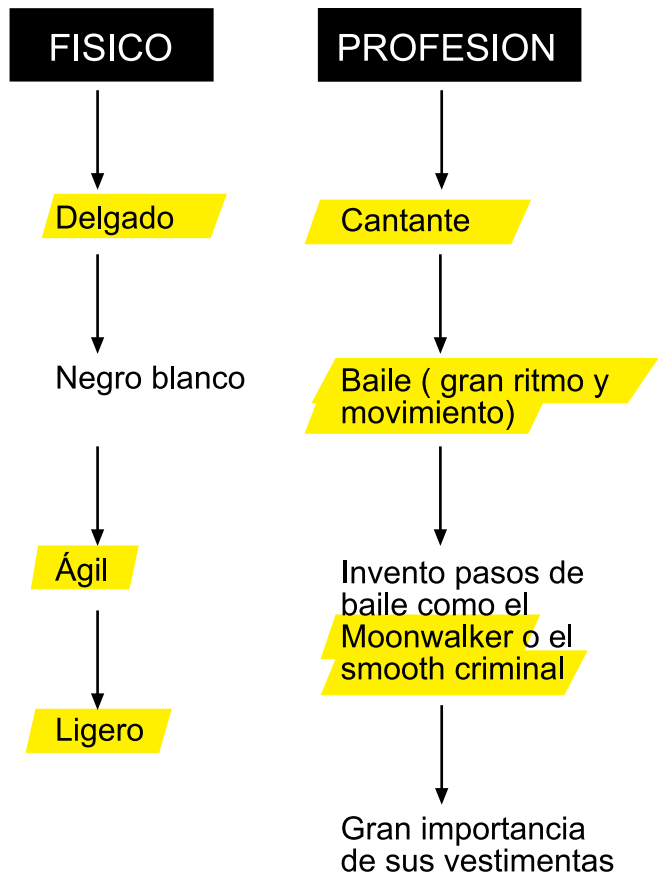 FISICO
Delgado
Negro blanco
Ágil
Ligero
PROFESION
Cantante
Baile ( gran ritmo y
movimiento)
Invento pasos de
baile como el
Moonwalker o el
smooth criminal
Gran importancia
de sus vestimentas